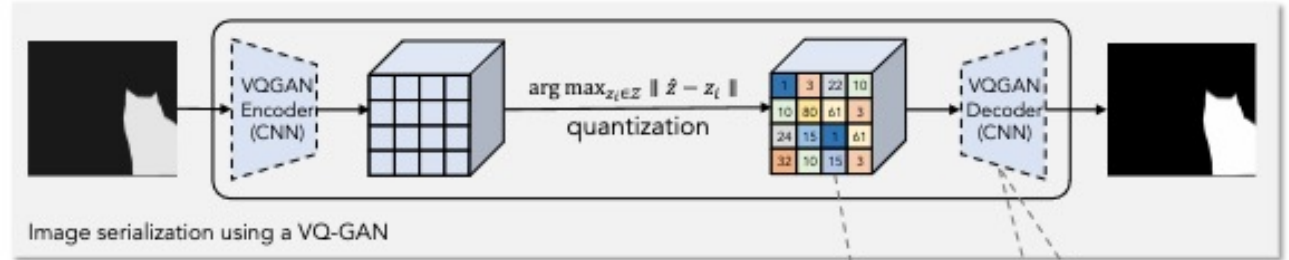 VQGAN
Encoder
(CNN)
arg max_{z_i∈Z} ‖ ẑ − z_i ‖
quantization
1 3 22 10
10 80 61 3
24 15 1 61
32 10 15 3
VQGAN
Decoder
(CNN)
Image serialization using a VQ-GAN